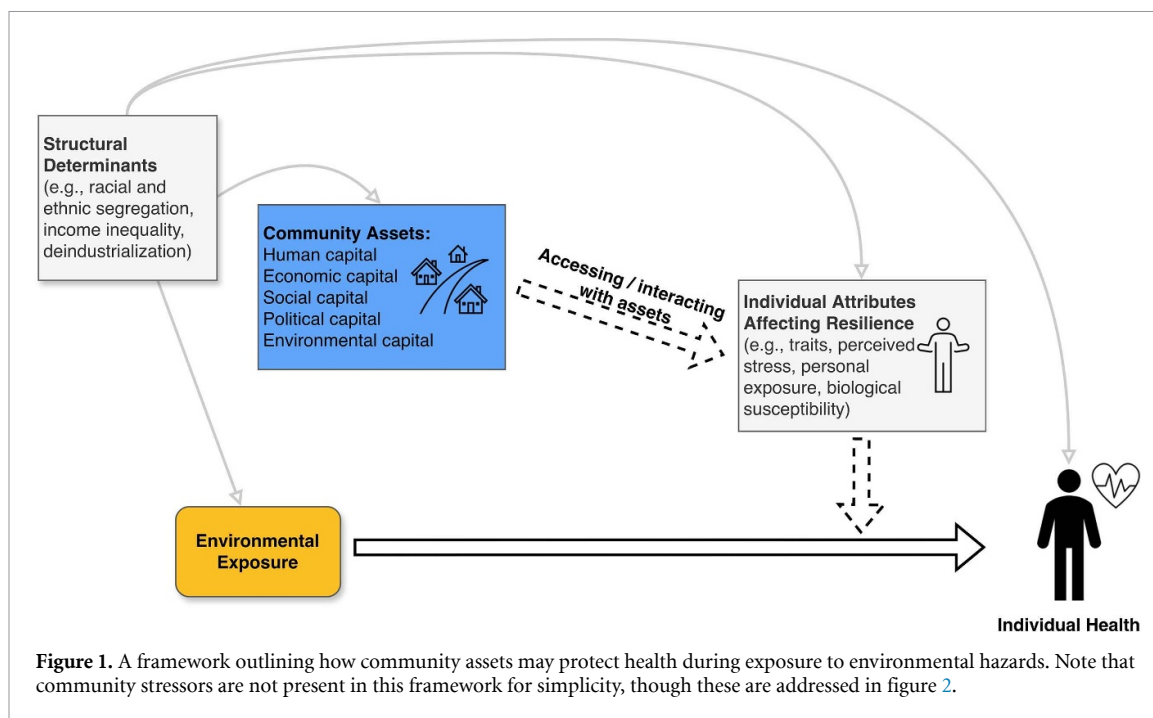 Structural
Determinants
(e.g., racial and
ethnic segregation,
income inequality,
deindustrialization)
Community Assets:
Human capital
Economic capital
Social capital
Political capital
Environmental capital
Accessing / interacting
with assets
Individual Attributes
Affecting Resilience
(e.g., traits, perceived
stress, personal
exposure, biological
susceptibility)
Environmental
Exposure
Individual Health
Figure 1. A framework outlining how community assets may protect health during exposure to environmental hazards. Note that
community stressors are not present in this framework for simplicity, though these are addressed in figure 2.